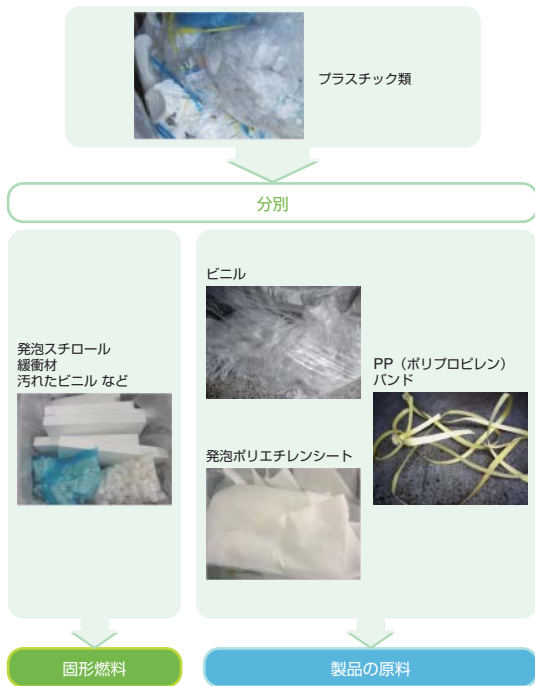 プラスチック類
分別
発泡スチロール
緩衝材
汚れたビニル など
ビニル
発泡ポリエチレンシート
PP（ポリプロピレン）
バンド
固形燃料
製品の原料